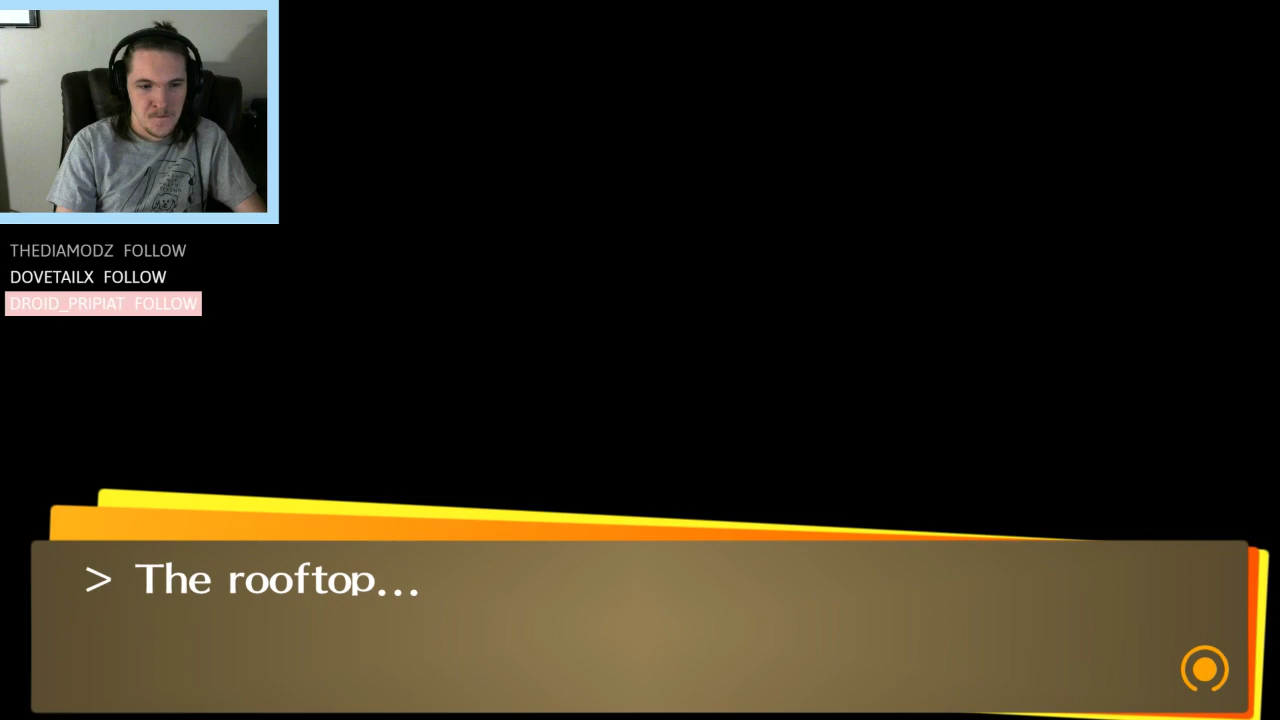 THEDIAMODZ FOLLOW
DOVETAILX FOLLOW
DROID_PRIPIAT FOLLOW
> The rooftop...